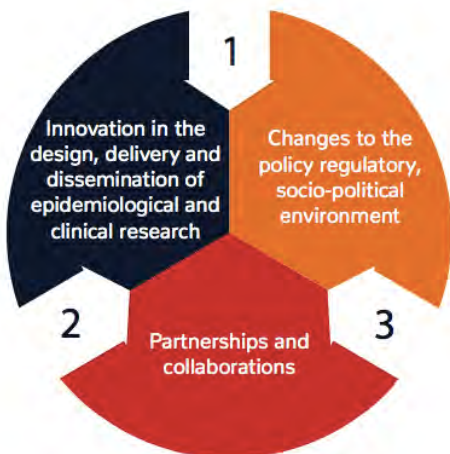 1
Innovation in the
design, delivery and
dissemination of
epidemiological and
clinical research
Changes to the
policy regulatory,
socio-political
environment
2
Partnerships and
collaborations
3